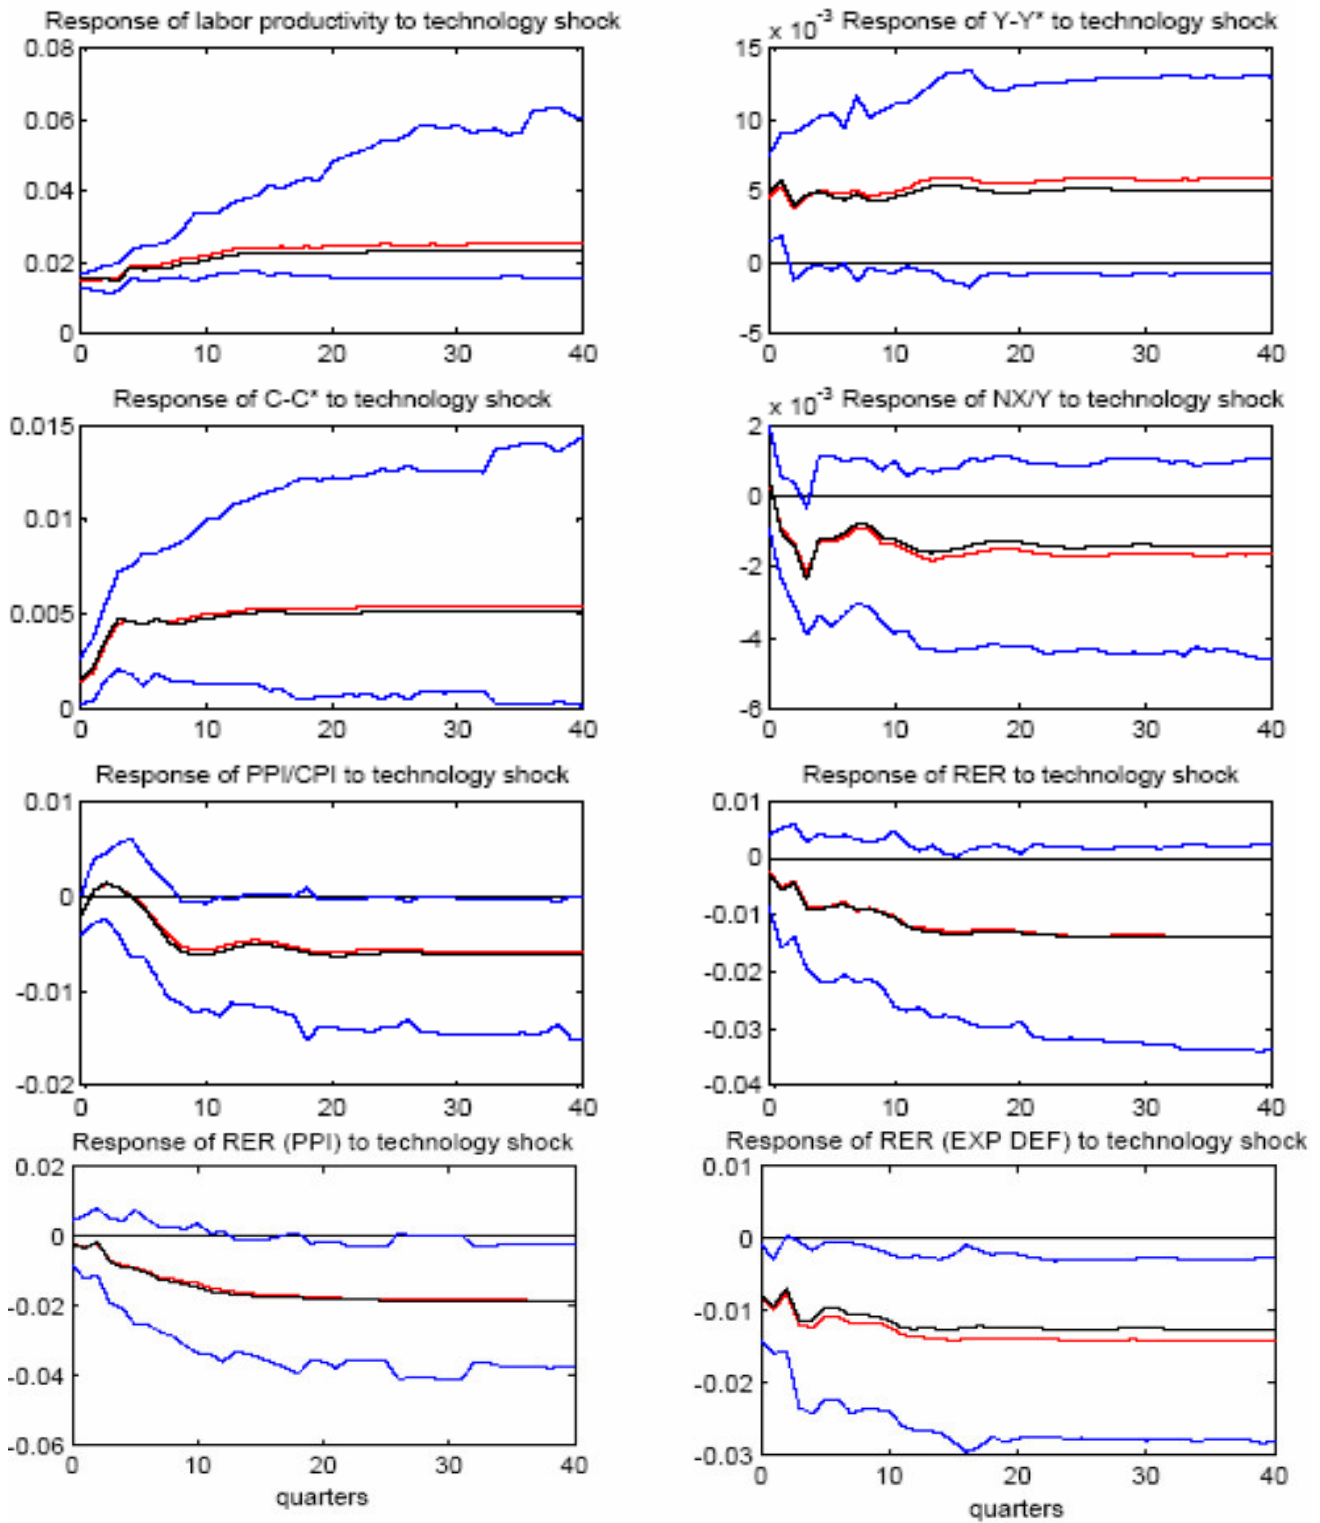 Response of labor productivity to technology shock
0.08
0.06
0.04
0.02
0
0 10 20 30 40
x 10-3 Response of Y-Y* to technology shock
15
10
5
0
-5
0 10 20 30 40
Response of C-C* to technology shock
0.015
0.01
0.005
0
0 10 20 30 40
x 10-3 Response of NX/Y to technology shock
2
0
-2
-4
-6
0 10 20 30 40
Response of PPI/CPI to technology shock
0.01
0
-0.01
-0.02
0 10 20 30 40
Response of RER to technology shock
0.01
0
-0.01
-0.02
-0.03
-0.04
0 10 20 30 40
Response of RER (PPI) to technology shock
0.02
0
-0.02
-0.04
-0.06
0 10 20 30 40
quarters
Response of RER (EXP DEF) to technology shock
0.01
0
-0.01
-0.02
-0.03
0 10 20 30 40
quarters